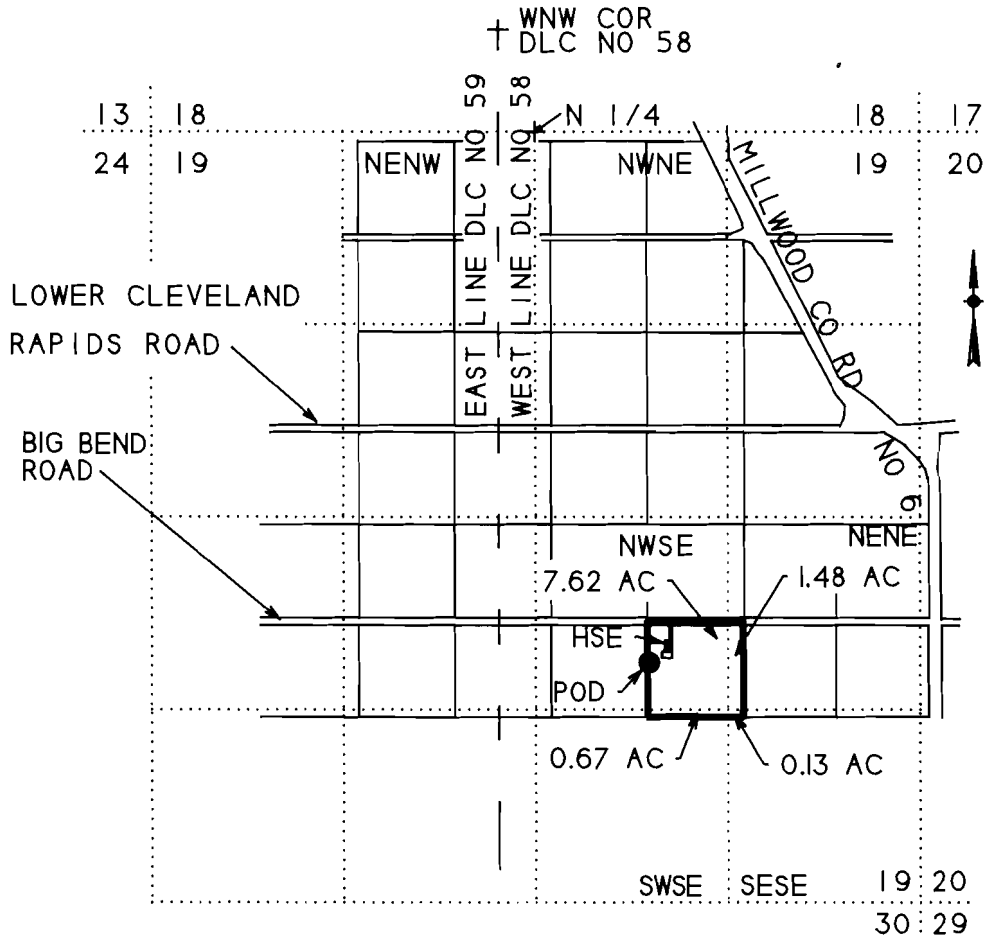 WNW COR
DLC NO 58
13 18
N 1/4
18 17
24 19
NENW
NWNE
19 20
EAST LINE DLC NO 59
WEST LINE DLC NO 58
MILLWOOD CO RD NO 6
LOWER CLEVELAND
RAPIDS ROAD
BIG BEND
ROAD
NWSE
NENE
7.62 AC
1.48 AC
HSE
POD
0.67 AC
0.13 AC
SWSE
SESE
19 20
30 29